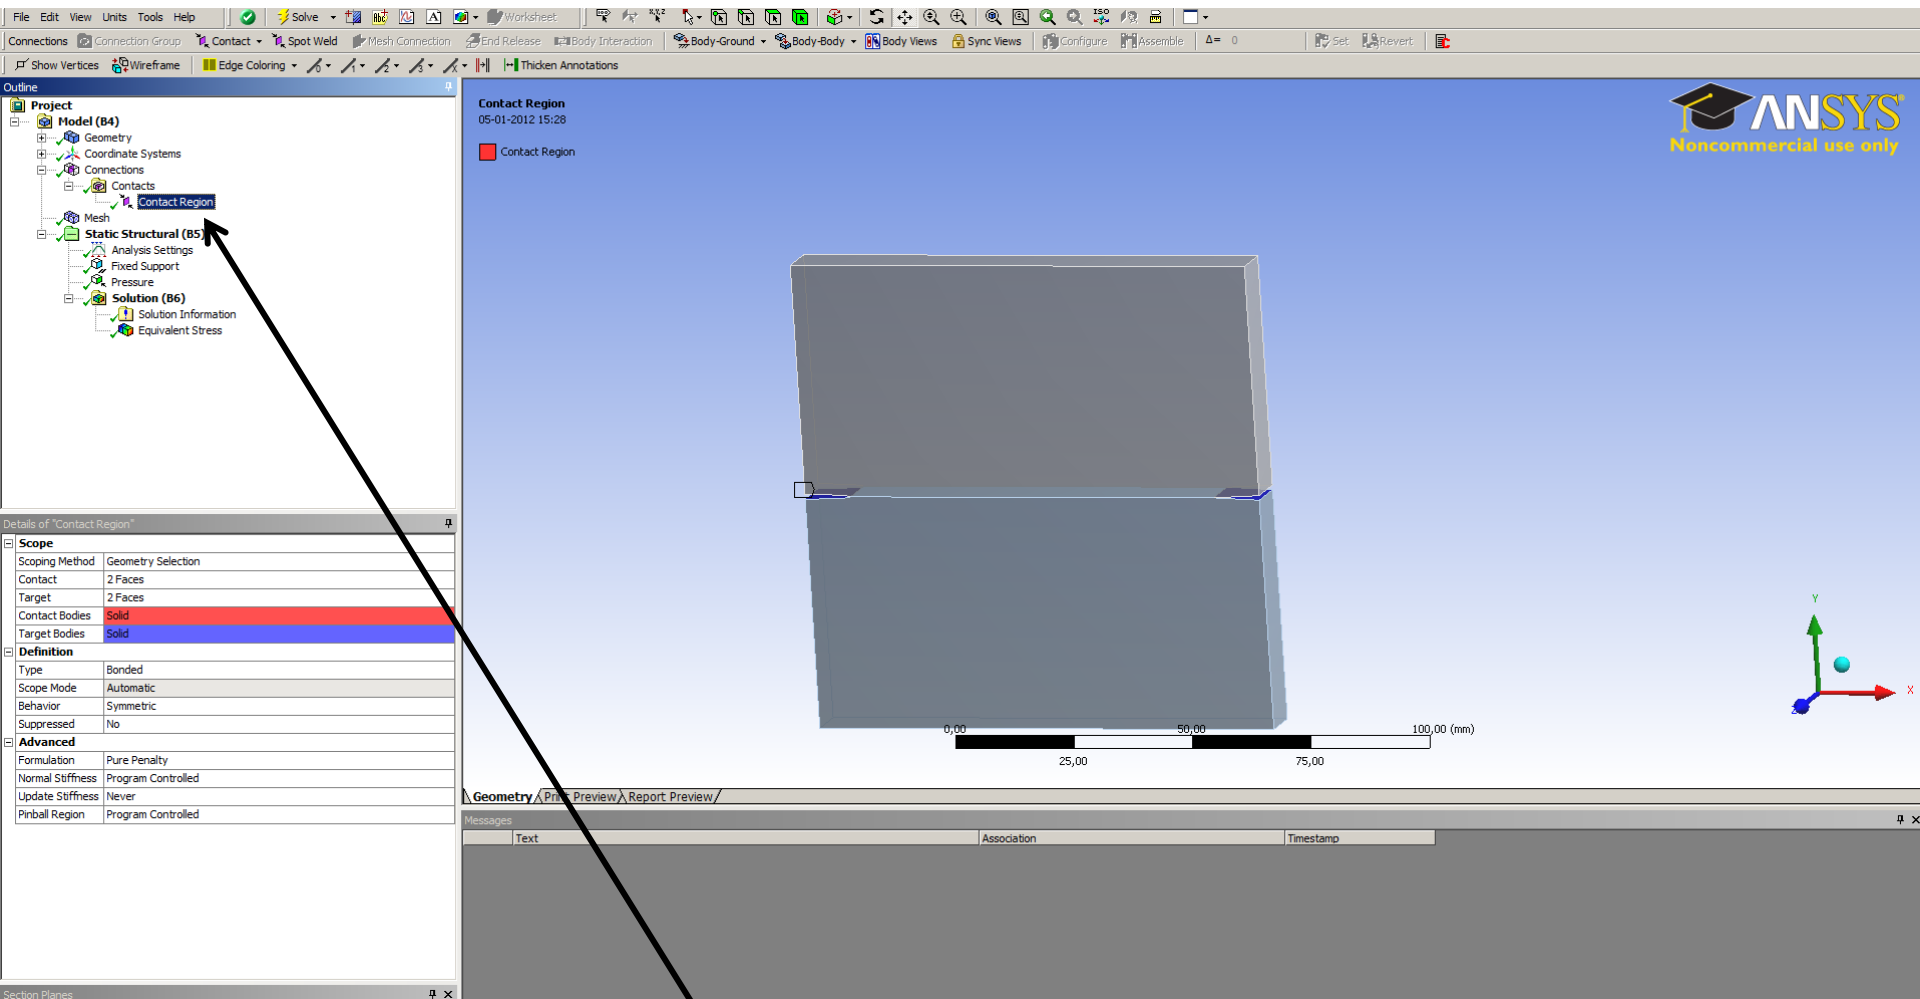 File Edit View Units Tools Help Solve Worksheet
Connections Connection Group Contact Spot Weld Mesh Connection End Release Body Interaction Body-Ground Body-Body Body Views Sync Views Configure Assemble Δ= 0 Set Revert
Show Vertices Wireframe Edge Coloring Thicken Annotations
Outline
Project
Model (B4)
Geometry
Coordinate Systems
Connections
Contacts
Contact Region
Mesh
Static Structural (B5)
Analysis Settings
Fixed Support
Pressure
Solution (B6)
Solution Information
Equivalent Stress
Details of "Contact Region"
Scope
Scoping Method Geometry Selection
Contact 2 Faces
Target 2 Faces
Contact Bodies Solid
Target Bodies Solid
Definition
Type Bonded
Scope Mode Automatic
Behavior Symmetric
Suppressed No
Advanced
Formulation Pure Penalty
Normal Stiffness Program Controlled
Update Stiffness Never
Pinball Region Program Controlled
Section Planes
Contact Region
05-01-2012 15:28
Contact Region
ANSYS
Noncommercial use only
Y
X
Z
0,00 50,00 100,00 (mm)
25,00 75,00
Geometry Print Preview Report Preview
Messages
Text Association Timestamp